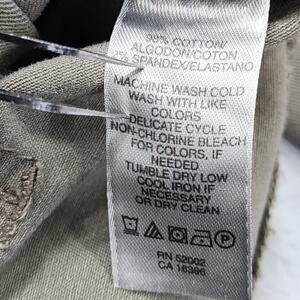 98% COTTON
ALGODON/COTON
2% SPANDEX/ELASTANO
MACHINE WASH COLD
WASH WITH LIKE
COLORS
DELICATE CYCLE
NON-CHLORINE BLEACH
FOR COLORS, IF
NEEDED
TUMBLE DRY LOW
COOL IRON IF
NECESSARY
OR DRY CLEAN
RN 52002
CA 16396